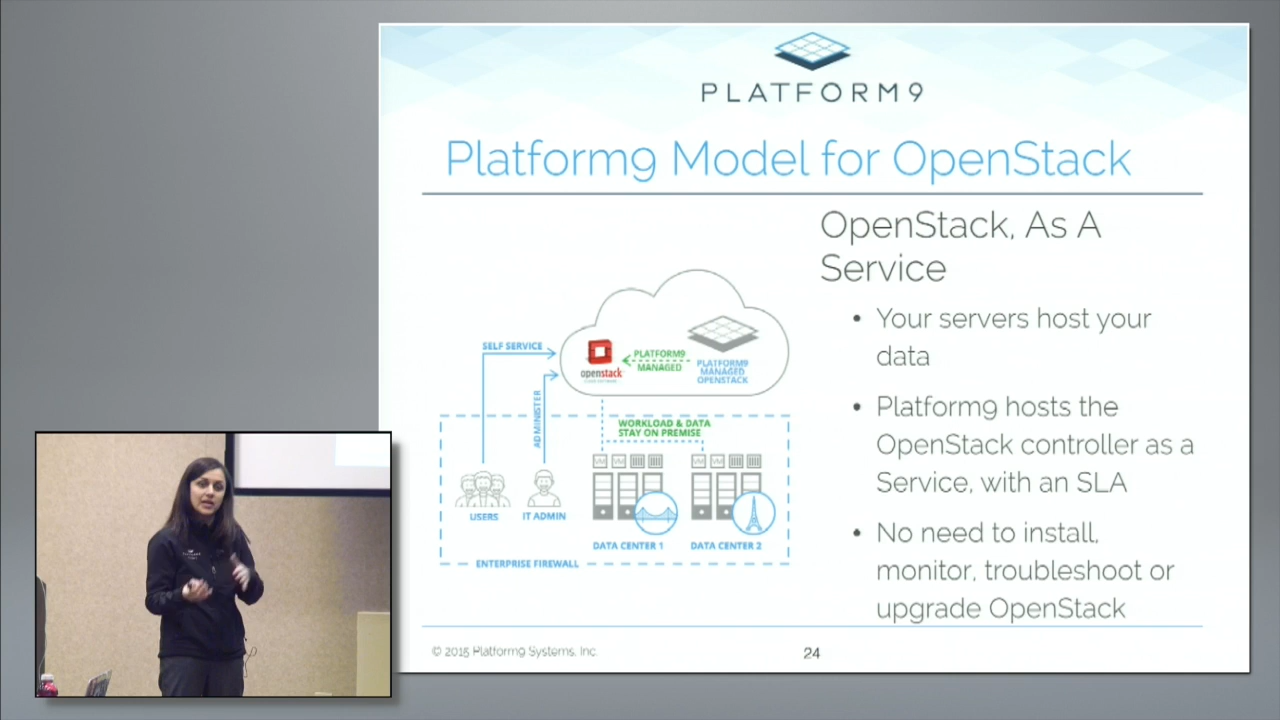 PLATFORM9
Platform9 Model for OpenStack
OpenStack, As A
Service
• Your servers host your
data
• Platform9 hosts the
OpenStack controller as a
Service, with an SLA
• No need to install,
monitor, troubleshoot or
upgrade OpenStack
SELF SERVICE
ADMINISTER
openstack
PLATFORM9
MANAGED
PLATFORM9
MANAGED
OPENSTACK
WORKLOAD & DATA
STAY ON PREMISE
USERS
IT ADMIN
DATA CENTER 1
DATA CENTER 2
ENTERPRISE FIREWALL
© 2015 Platform9 Systems, Inc.
24